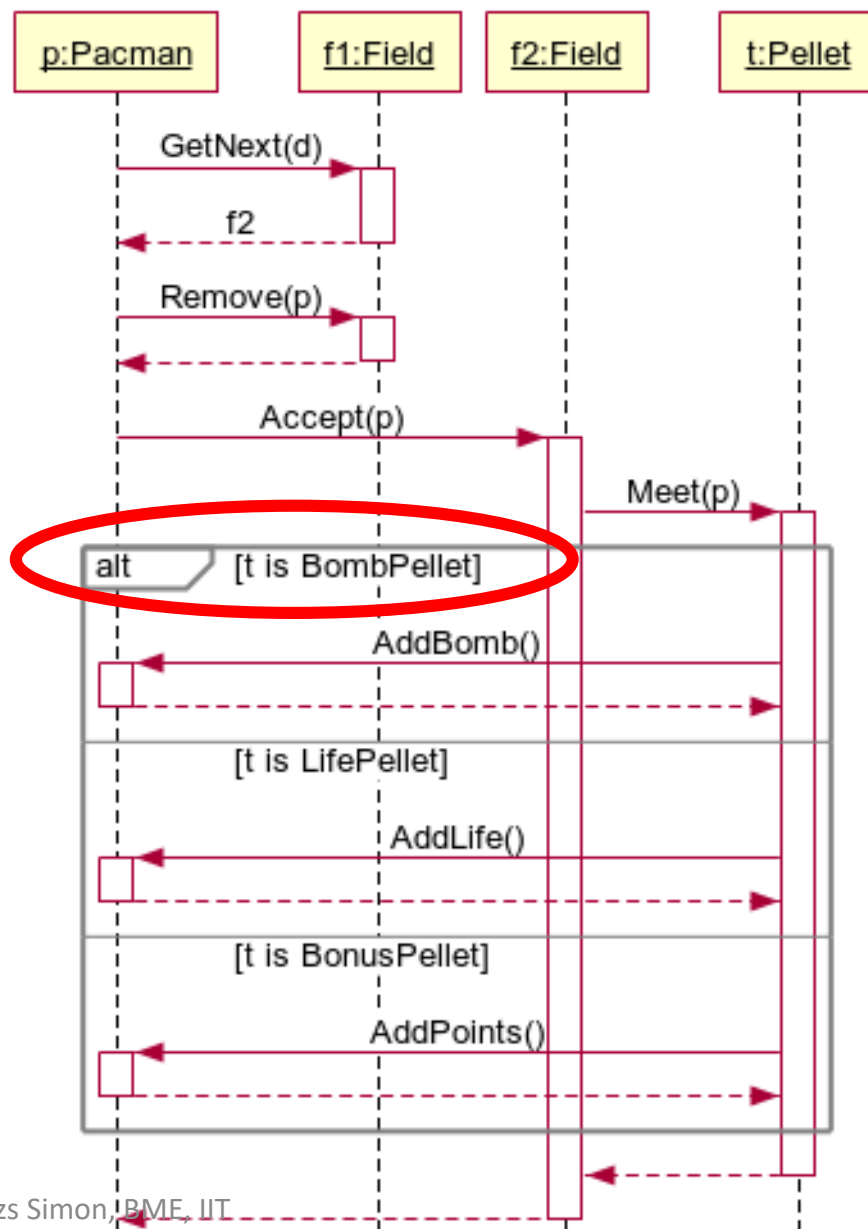 p:Pacman f1:Field f2:Field t:Pellet
GetNext(d)
f2
Remove(p)
Accept(p)
Meet(p)
alt [t is BombPellet]
AddBomb()
[t is LifePellet]
AddLife()
[t is BonusPellet]
AddPoints()
zs Simon, BME, IIT